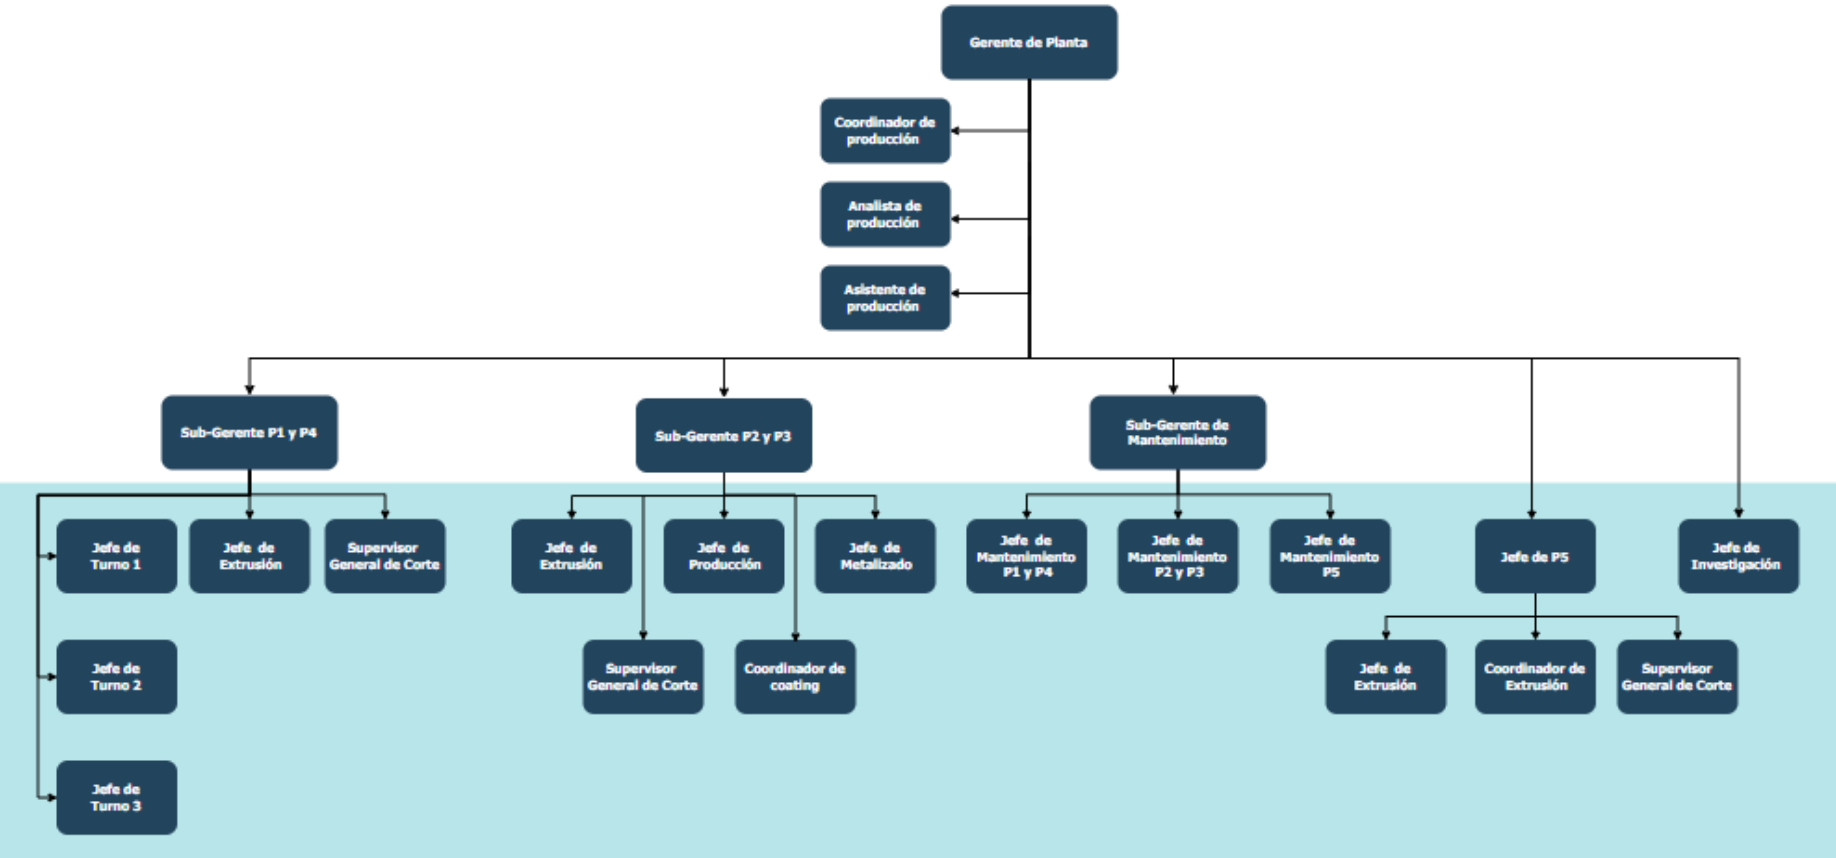 Gerente de Planta
Coordinador de
producción
Analista de
producción
Asistente de
producción
Sub-Gerente P1 y P4
Sub-Gerente P2 y P3
Sub-Gerente de
Mantenimiento
Jefe de
Turno 1
Jefe de
Extrusión
Supervisor
General de Corte
Jefe de
Extrusión
Jefe de
Producción
Jefe de
Metalizado
Jefe de
Mantenimiento
P1 y P4
Jefe de
Mantenimiento
P2 y P3
Jefe de
Mantenimiento
P5
Jefe de P5
Jefe de
Investigación
Jefe de
Turno 2
Supervisor
General de Corte
Coordinador de
coating
Jefe de
Extrusión
Coordinador de
Extrusión
Supervisor
General de Corte
Jefe de
Turno 3